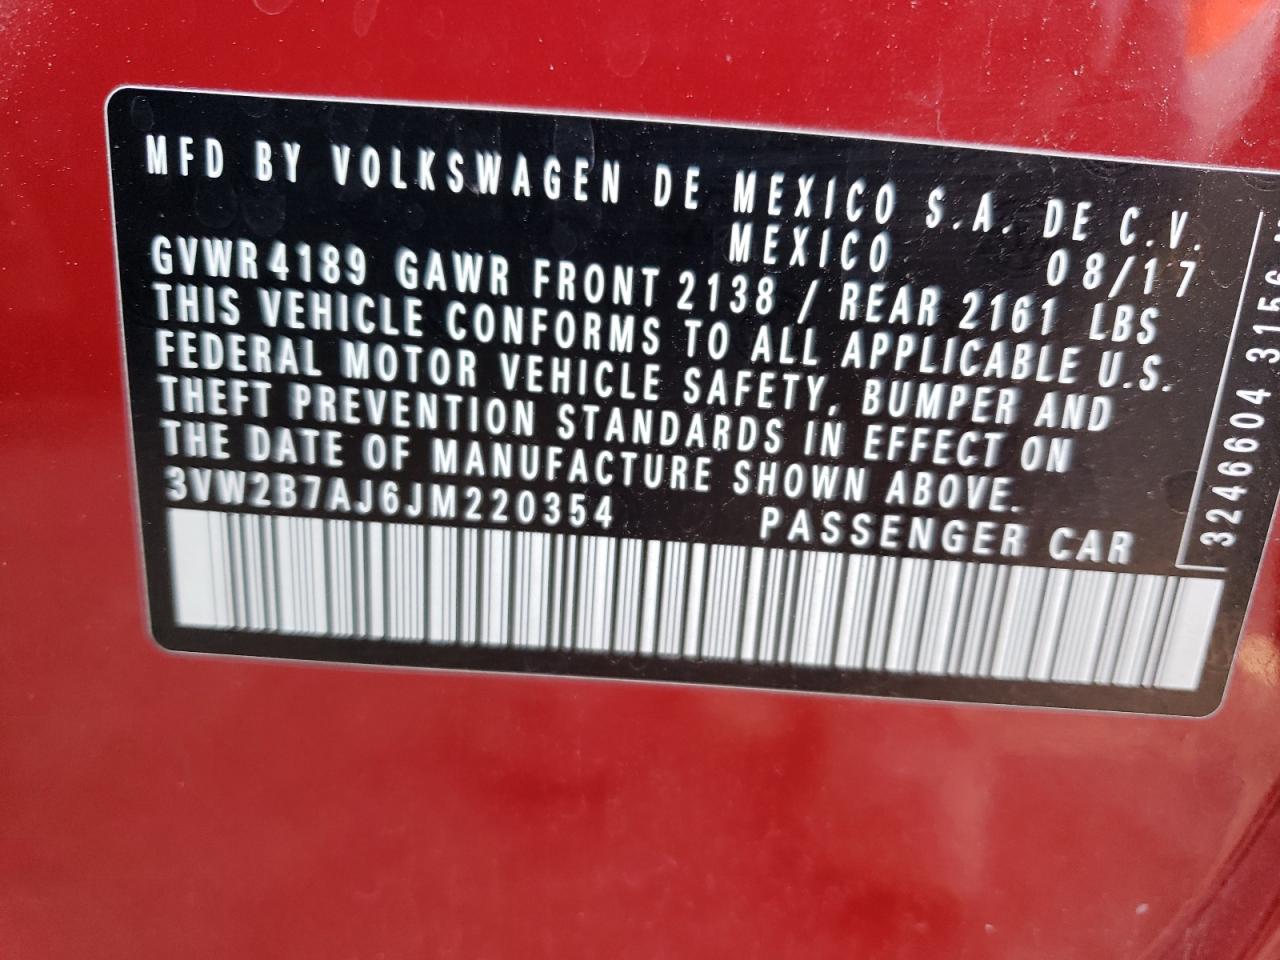 MFD BY VOLKSWAGEN DE MEXICO S.A. DE C.V.
MEXICO 08/17
GVWR 4189 GAWR FRONT 2138 / REAR 2161 LBS
THIS VEHICLE CONFORMS TO ALL APPLICABLE U.S.
FEDERAL MOTOR VEHICLE SAFETY, BUMPER AND
THEFT PREVENTION STANDARDS IN EFFECT ON
THE DATE OF MANUFACTURE SHOWN ABOVE.
3VW2B7AJ6JM220354 PASSENGER CAR
3246604